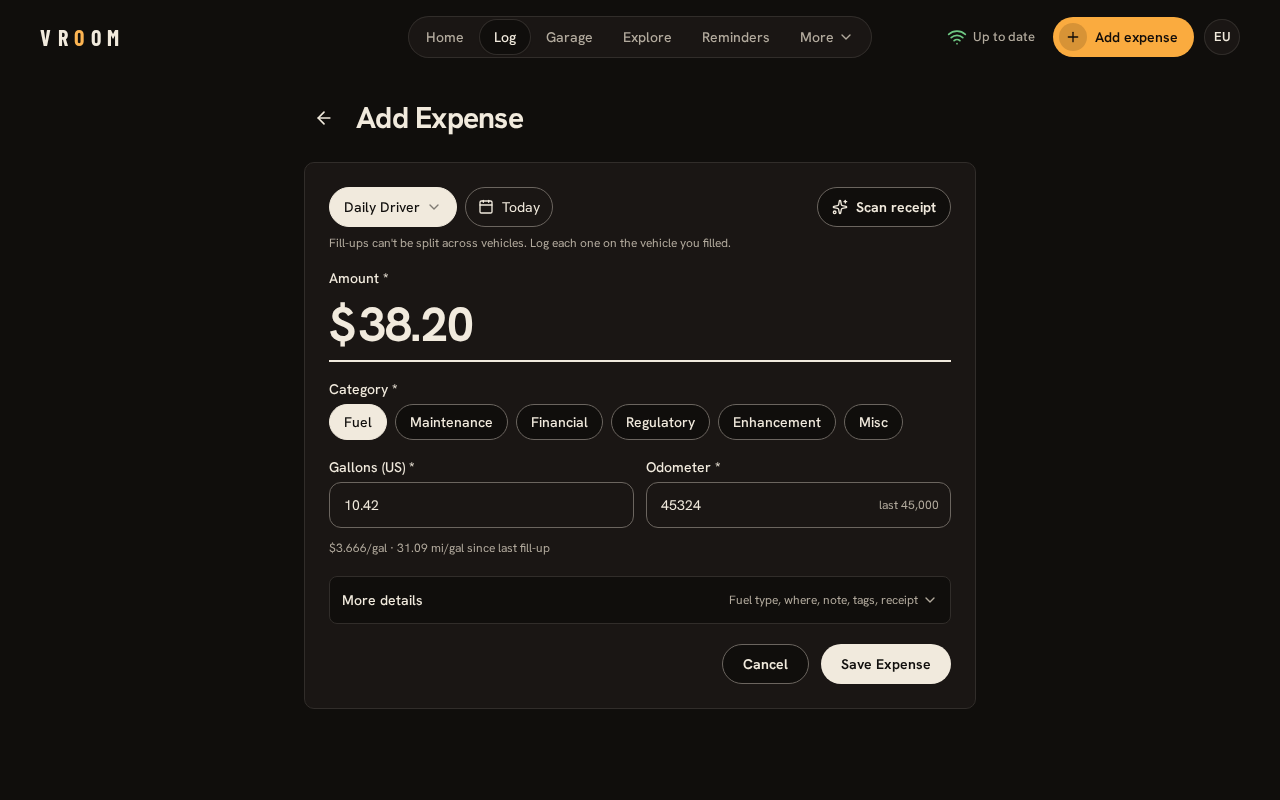 VROOM
Home Log Garage Explore Reminders More
Up to date
Add expense
EU
Add Expense
Daily Driver
Today
Scan receipt
Fill-ups can't be split across vehicles. Log each one on the vehicle you filled.
Amount *
$38.20
Category *
Fuel Maintenance Financial Regulatory Enhancement Misc
Gallons (US) *
Odometer *
10.42
45324
last 45,000
$3.666/gal · 31.09 mi/gal since last fill-up
More details
Fuel type, where, note, tags, receipt
Cancel
Save Expense